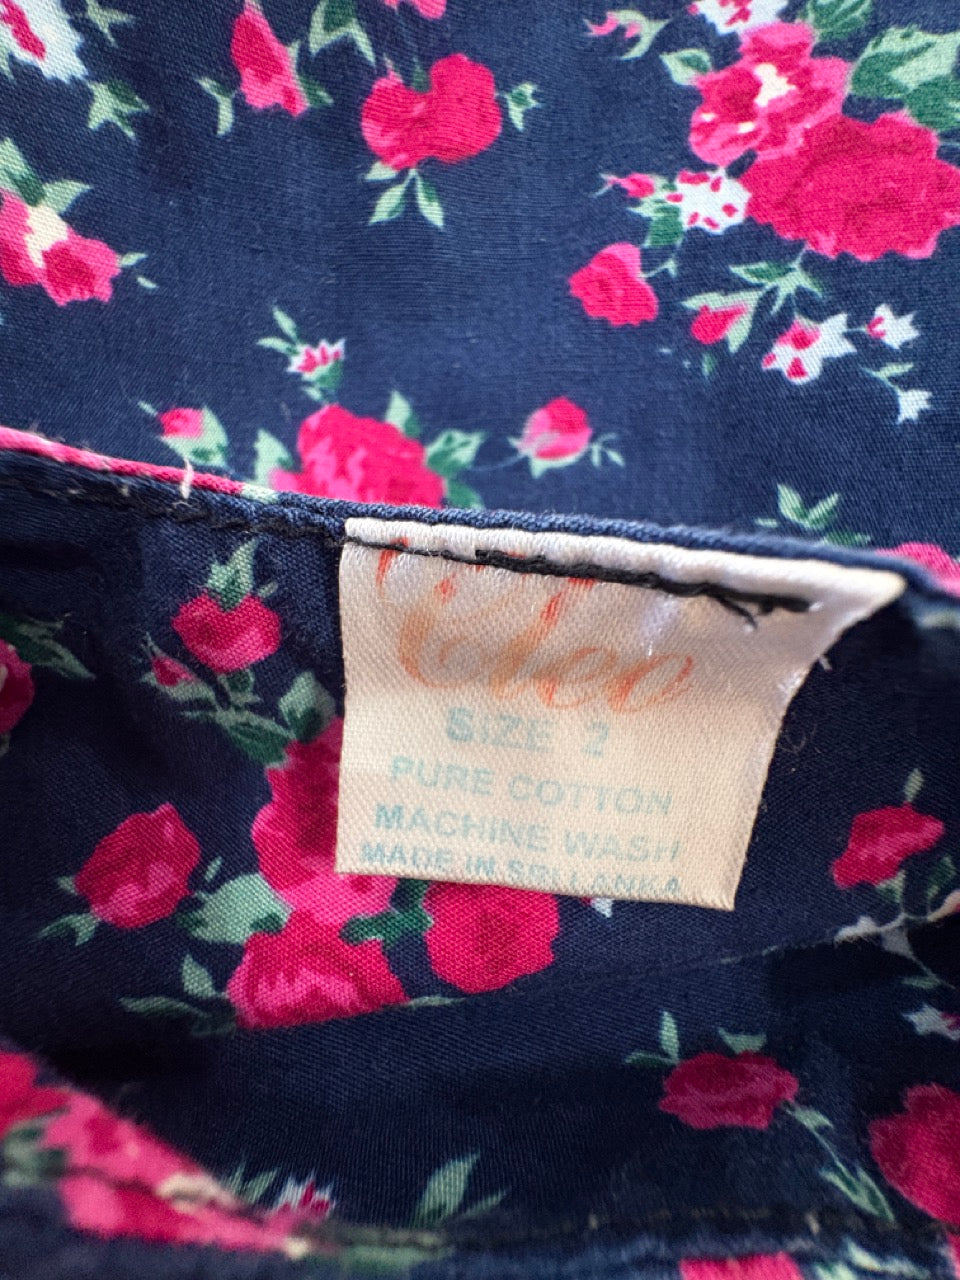 Cleo
SIZE 2
PURE COTTON
MACHINE WASH
MADE IN SRI LANKA